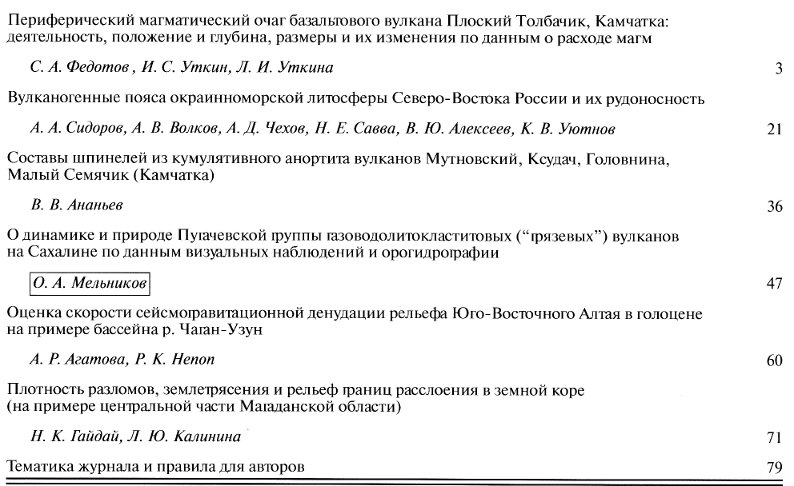 Периферический магматический очаг базальтового вулкана Плоский Толбачик, Камчатка:
деятельность, положение и глубина, размеры и их изменения по данным о расходе магм
С. А. Федотов, И. С. Уткин, Л. И. Уткина 3
Вулканогенные пояса окраинноморской литосферы Северо-Востока России и их рудоносность
А. А. Сидоров, А. В. Волков, А. Д. Чехов, Н. Е. Савва, В. Ю. Алексеев, К. В. Уютнов 21
Составы шпинелей из кумулятивного анортита вулканов Мутновский, Ксудач, Головнина,
Малый Семячик (Камчатка)
В. В. Ананьев 36
О динамике и природе Пугачевской группы газоводолитокластитовых (“грязевых”) вулканов
на Сахалине по данным визуальных наблюдений и орогидрографии
О. А. Мельников 47
Оценка скорости сейсмогравитационной денудации рельефа Юго-Восточного Алтая в голоцене
на примере бассейна р. Чаган-Узун
А. Р. Агатова, Р. К. Непоп 60
Плотность разломов, землетрясения и рельеф границ расслоения в земной коре
(на примере центральной части Магаданской области)
Н. К. Гайдай, Л. Ю. Калинина 71
Тематика журнала и правила для авторов 79